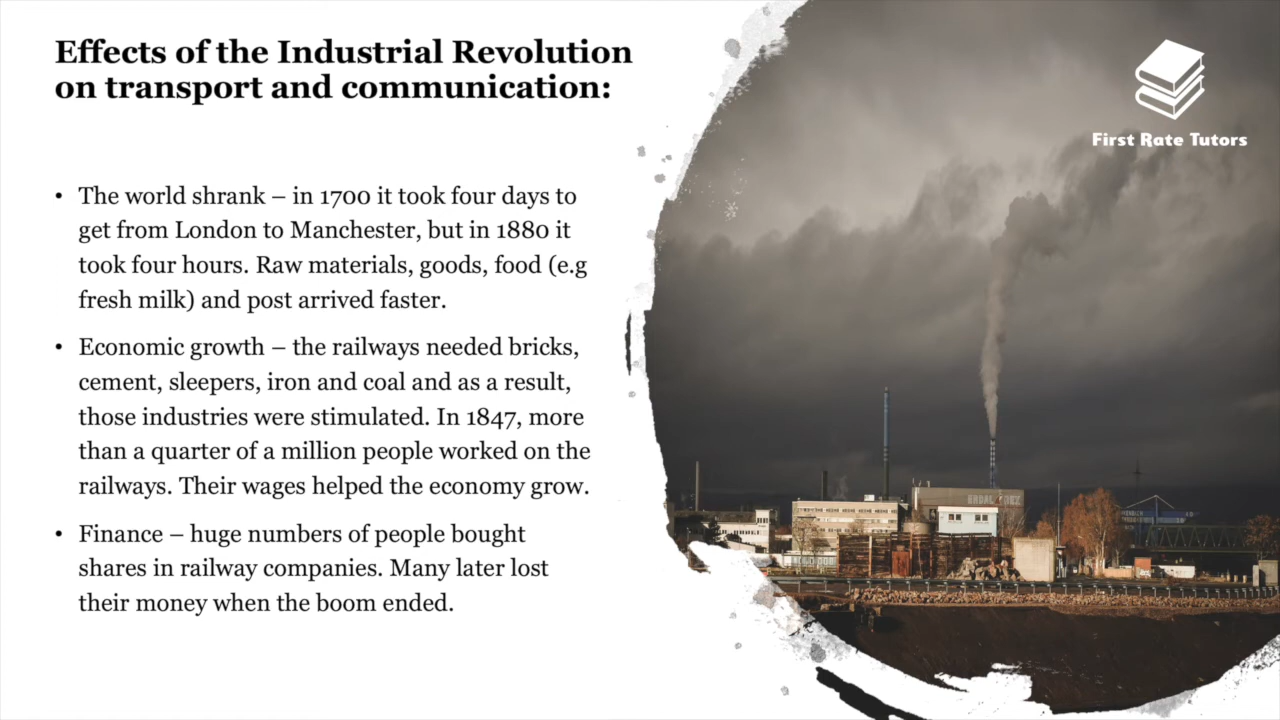 Effects of the Industrial Revolution
on transport and communication:
First Rate Tutors
• The world shrank – in 1700 it took four days to
get from London to Manchester, but in 1880 it
took four hours. Raw materials, goods, food (e.g
fresh milk) and post arrived faster.
• Economic growth – the railways needed bricks,
cement, sleepers, iron and coal and as a result,
those industries were stimulated. In 1847, more
than a quarter of a million people worked on the
railways. Their wages helped the economy grow.
• Finance – huge numbers of people bought
shares in railway companies. Many later lost
their money when the boom ended.